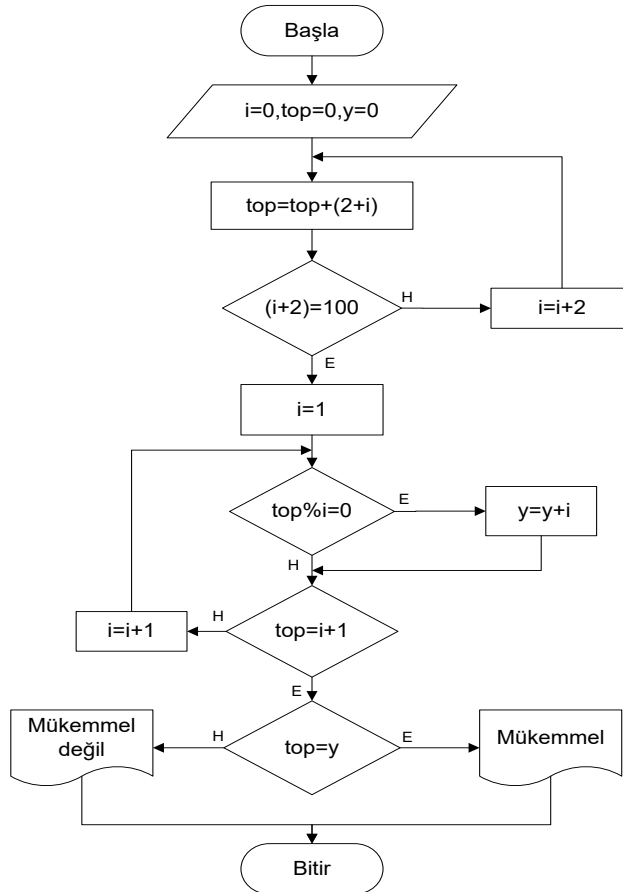 Başla
i=0,top=0,y=0
top=top+(2+i)
(i+2)=100
H
i=i+2
E
i=1
top%i=0
E
y=y+i
H
i=i+1
H
top=i+1
E
Mükemmel
değil
H
top=y
E
Mükemmel
Bitir